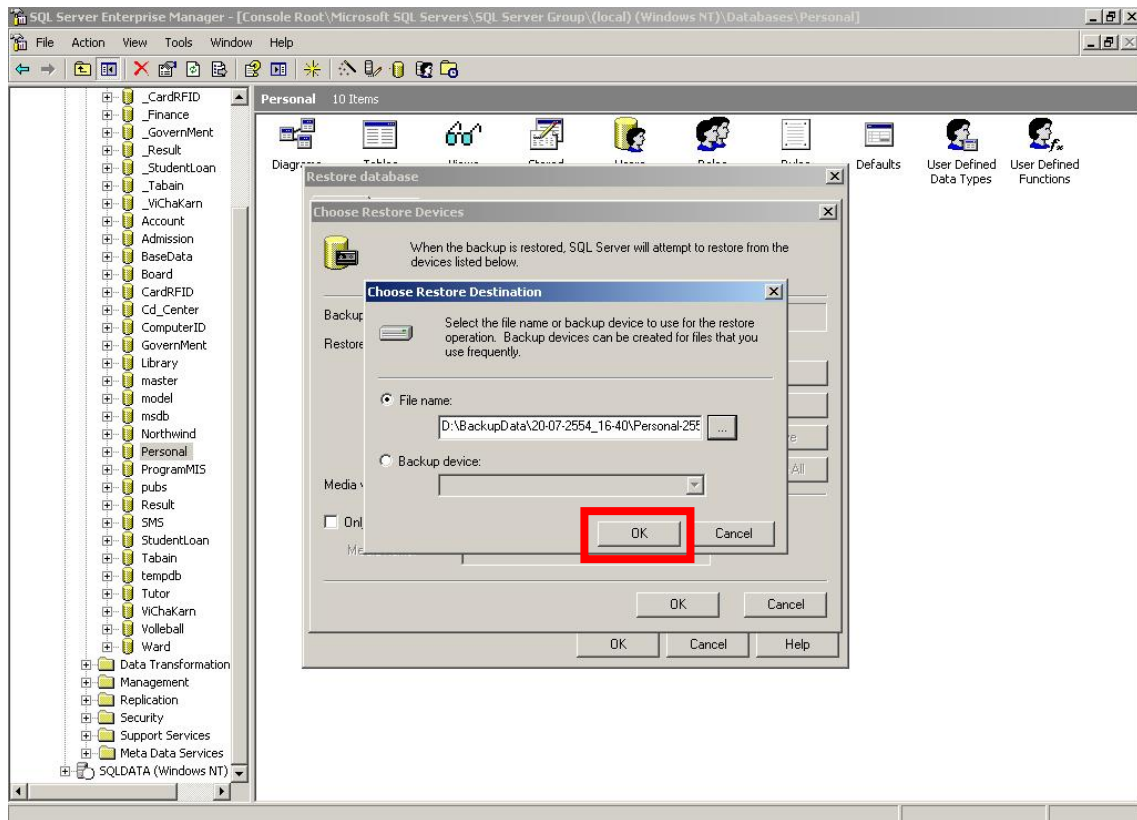 SQL Server Enterprise Manager - [Console Root\Microsoft SQL Servers\SQL Server Group\(local) (Windows NT)\Databases\Personal]
File Action View Tools Window Help
_CardRFID
_Finance
_GovernMent
_Result
_StudentLoan
_Tabain
_ViChaKarn
Account
Admission
BaseData
Board
CardRFID
Cd_Center
ComputerID
GovernMent
Library
master
model
msdb
Northwind
Personal
ProgramMIS
pubs
Result
SMS
StudentLoan
Tabain
tempdb
Tutor
ViChaKarn
Volleball
Ward
Data Transformation
Management
Replication
Security
Support Services
Meta Data Services
SQLDATA (Windows NT)
Personal 10 Items
Defaults
User Defined Data Types
User Defined Functions
Restore database
Choose Restore Devices
When the backup is restored, SQL Server will attempt to restore from the
devices listed below.
Backup
Restore
Choose Restore Destination
Select the file name or backup device to use for the restore
operation. Backup devices can be created for files that you
use frequently.
File name:
D:\BackupData\20-07-2554_16-40\Personal-255
...
Backup device:
OK Cancel
All
Media
OK Cancel
OK Cancel Help